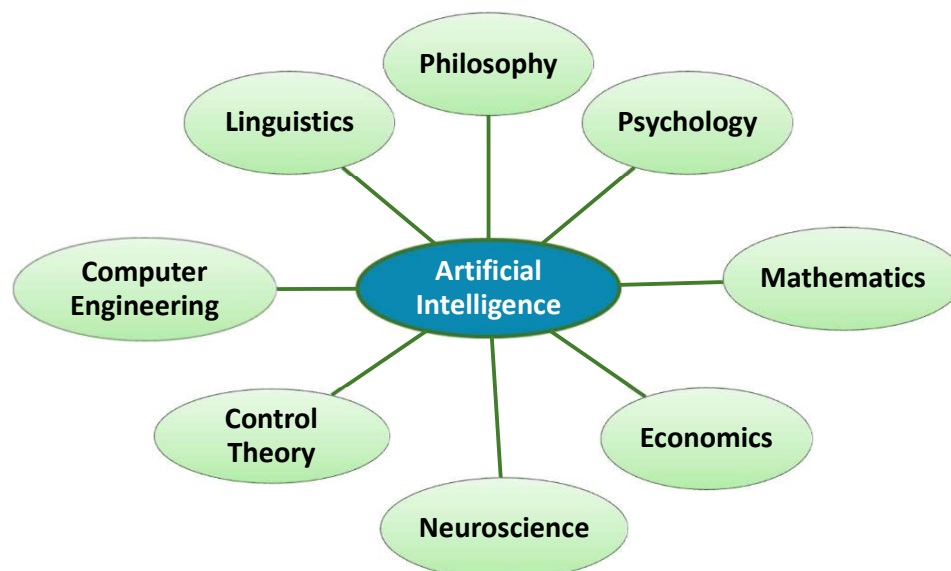 Philosophy
Linguistics
Psychology
Computer
Engineering
Artificial
Intelligence
Mathematics
Control
Theory
Economics
Neuroscience